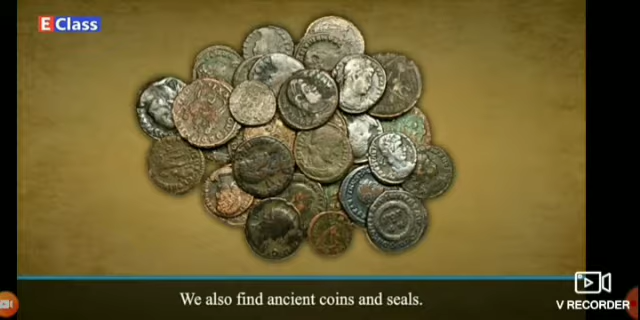 E Class
We also find ancient coins and seals.
V RECORDER